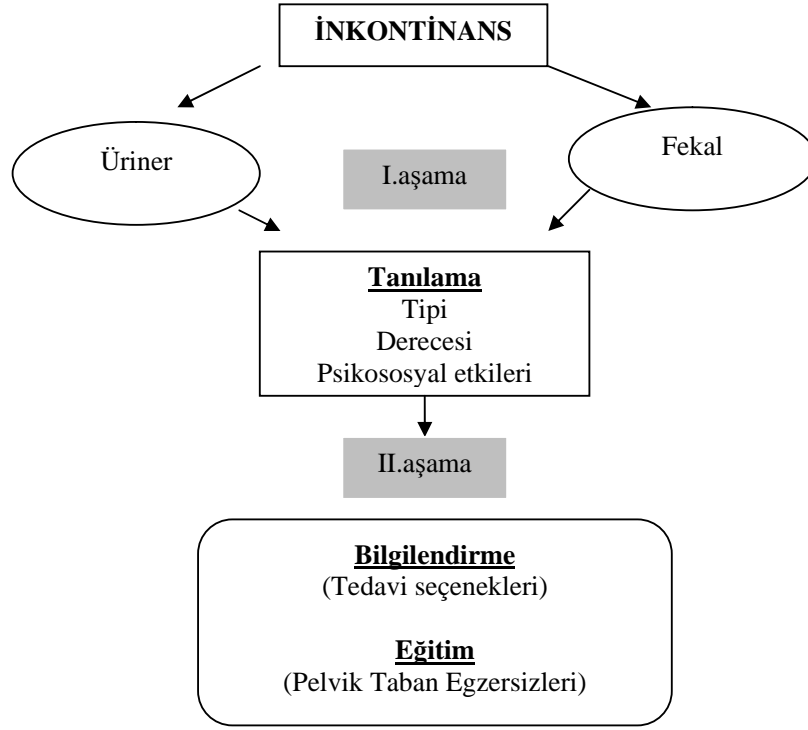 İNKONTİNANS
Üriner
Fekal
I.aşama
Tanılama
Tipi
Derecesi
Psikososyal etkileri
II.aşama
Bilgilendirme
(Tedavi seçenekleri)
Eğitim
(Pelvik Taban Egzersizleri)